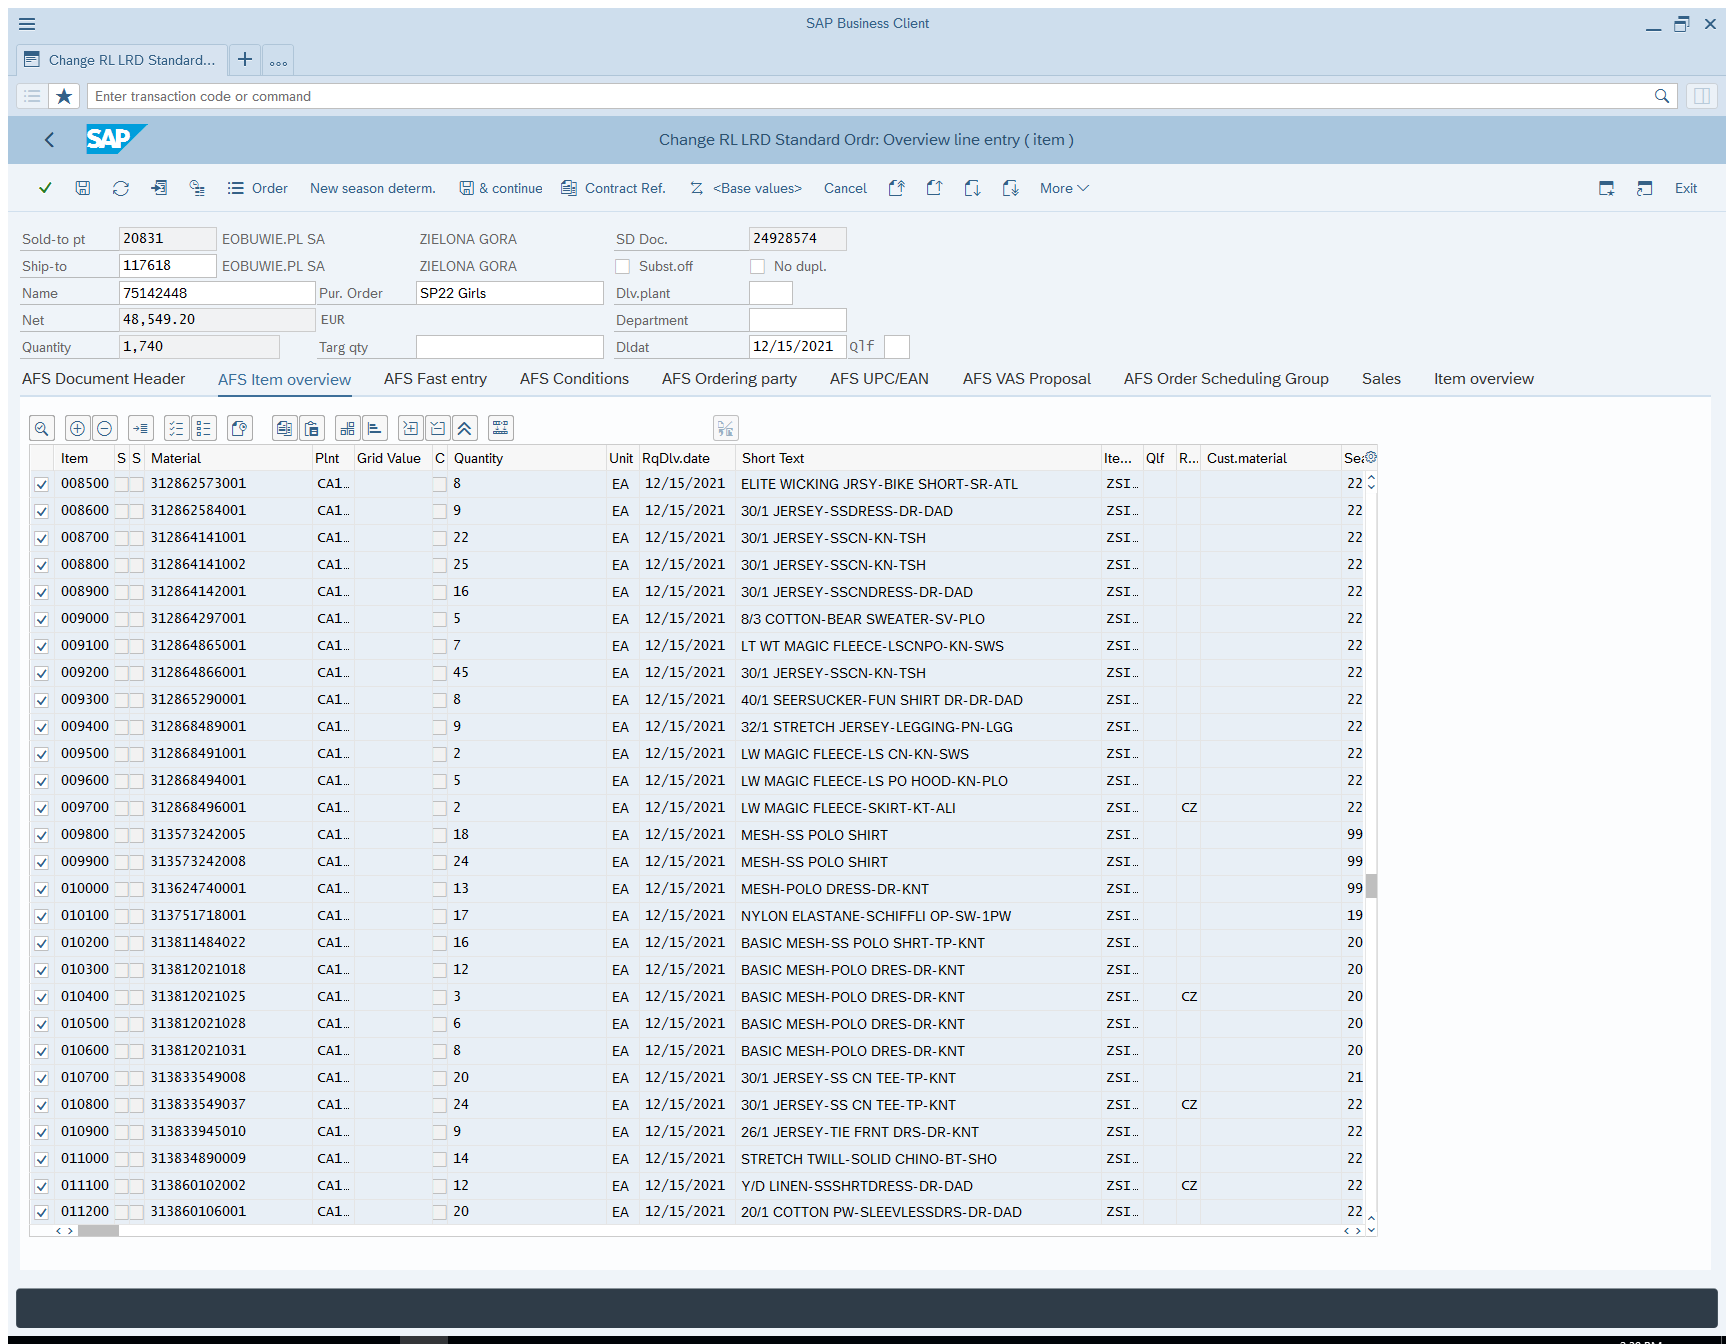 SAP Business Client
Change RL LRD Standard...
Enter transaction code or command
SAP Change RL LRD Standard Ordr: Overview line entry ( item )
Order New season determ. & continue Contract Ref. <Base values> Cancel More Exit
Sold-to pt 20831 EOBUWIE.PL SA ZIELONA GORA SD Doc. 24928574
Ship-to 117618 EOBUWIE.PL SA ZIELONA GORA Subst.off No dupl.
Name 75142448 Pur. Order SP22 Girls Dlv.plant
Net 48,549.20 EUR Department
Quantity 1,740 Targ qty Dldat 12/15/2021 Qlf
AFS Document Header AFS Item overview AFS Fast entry AFS Conditions AFS Ordering party AFS UPC/EAN AFS VAS Proposal AFS Order Scheduling Group Sales Item overview
Item S S Material Plnt Grid Value C Quantity Unit RqDlv.date Short Text Ite... Qlf R... Cust.material Sea
008500 312862573001 CA1... 8 EA 12/15/2021 ELITE WICKING JRSY-BIKE SHORT-SR-ATL ZSI... 22
008600 312862584001 CA1... 9 EA 12/15/2021 30/1 JERSEY-SSDRESS-DR-DAD ZSI... 22
008700 312864141001 CA1... 22 EA 12/15/2021 30/1 JERSEY-SSCN-KN-TSH ZSI... 22
008800 312864141002 CA1... 25 EA 12/15/2021 30/1 JERSEY-SSCN-KN-TSH ZSI... 22
008900 312864142001 CA1... 16 EA 12/15/2021 30/1 JERSEY-SSCNDRESS-DR-DAD ZSI... 22
009000 312864297001 CA1... 5 EA 12/15/2021 8/3 COTTON-BEAR SWEATER-SV-PLO ZSI... 22
009100 312864865001 CA1... 7 EA 12/15/2021 LT WT MAGIC FLEECE-LSCNPO-KN-SWS ZSI... 22
009200 312864866001 CA1... 45 EA 12/15/2021 30/1 JERSEY-SSCN-KN-TSH ZSI... 22
009300 312865290001 CA1... 8 EA 12/15/2021 40/1 SEERSUCKER-FUN SHIRT DR-DR-DAD ZSI... 22
009400 312868489001 CA1... 9 EA 12/15/2021 32/1 STRETCH JERSEY-LEGGING-PN-LGG ZSI... 22
009500 312868491001 CA1... 2 EA 12/15/2021 LW MAGIC FLEECE-LS CN-KN-SWS ZSI... 22
009600 312868494001 CA1... 5 EA 12/15/2021 LW MAGIC FLEECE-LS PO HOOD-KN-PLO ZSI... 22
009700 312868496001 CA1... 2 EA 12/15/2021 LW MAGIC FLEECE-SKIRT-KT-ALI ZSI... CZ 22
009800 313573242005 CA1... 18 EA 12/15/2021 MESH-SS POLO SHIRT ZSI... 99
009900 313573242008 CA1... 24 EA 12/15/2021 MESH-SS POLO SHIRT ZSI... 99
010000 313624740001 CA1... 13 EA 12/15/2021 MESH-POLO DRESS-DR-KNT ZSI... 99
010100 313751718001 CA1... 17 EA 12/15/2021 NYLON ELASTANE-SCHIFFLI OP-SW-1PW ZSI... 19
010200 313811484022 CA1... 16 EA 12/15/2021 BASIC MESH-SS POLO SHRT-TP-KNT ZSI... 20
010300 313812021018 CA1... 12 EA 12/15/2021 BASIC MESH-POLO DRES-DR-KNT ZSI... 20
010400 313812021025 CA1... 3 EA 12/15/2021 BASIC MESH-POLO DRES-DR-KNT ZSI... CZ 20
010500 313812021028 CA1... 6 EA 12/15/2021 BASIC MESH-POLO DRES-DR-KNT ZSI... 20
010600 313812021031 CA1... 8 EA 12/15/2021 BASIC MESH-POLO DRES-DR-KNT ZSI... 20
010700 313833549008 CA1... 20 EA 12/15/2021 30/1 JERSEY-SS CN TEE-TP-KNT ZSI... 21
010800 313833549037 CA1... 24 EA 12/15/2021 30/1 JERSEY-SS CN TEE-TP-KNT ZSI... CZ 22
010900 313833945010 CA1... 9 EA 12/15/2021 26/1 JERSEY-TIE FRNT DRS-DR-KNT ZSI... 22
011000 313834890009 CA1... 14 EA 12/15/2021 STRETCH TWILL-SOLID CHINO-BT-SHO ZSI... 22
011100 313860102002 CA1... 12 EA 12/15/2021 Y/D LINEN-SSSHRTDRESS-DR-DAD ZSI... CZ 22
011200 313860106001 CA1... 20 EA 12/15/2021 20/1 COTTON PW-SLEEVLESSDRS-DR-DAD ZSI... 22